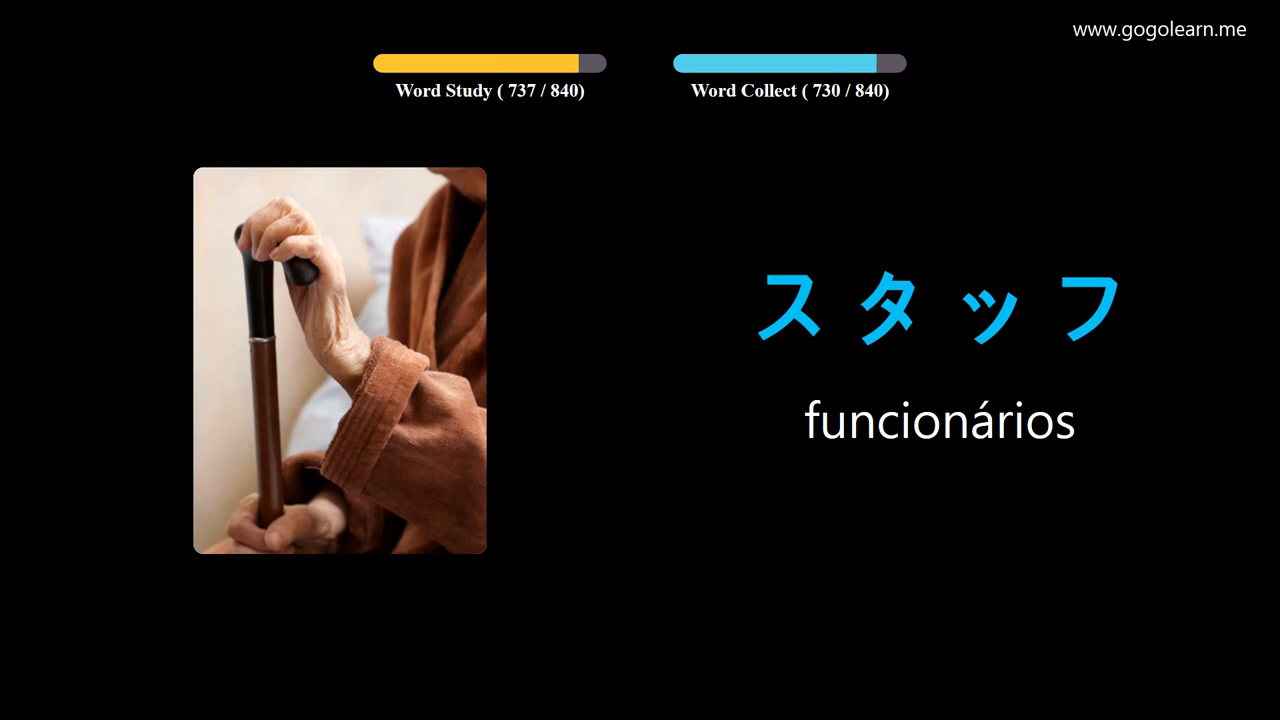 www.gogolearn.me
Word Study ( 737 / 840)
Word Collect ( 730 / 840)
スタッフ
funcionários